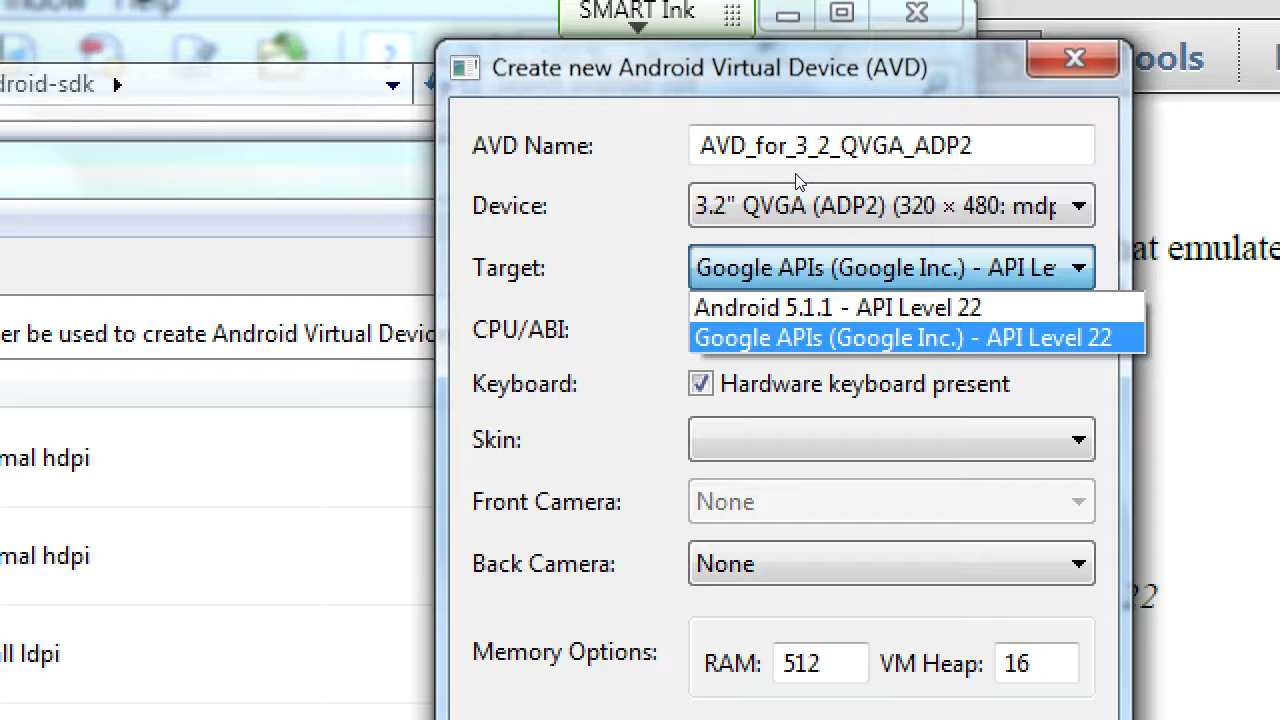 SMART Ink
droid-sdk
Create new Android Virtual Device (AVD)
ools
AVD Name: AVD_for_3_2_QVGA_ADP2
Device: 3.2" QVGA (ADP2) (320 × 480: mdp
Target: Google APIs (Google Inc.) - API Le
Android 5.1.1 - API Level 22
Google APIs (Google Inc.) - API Level 22
CPU/ABI:
Keyboard: Hardware keyboard present
Skin:
Front Camera: None
Back Camera: None
Memory Options: RAM: 512 VM Heap: 16
hat emulate
er be used to create Android Virtual Devic
mal hdpi
mal hdpi
ll ldpi
22